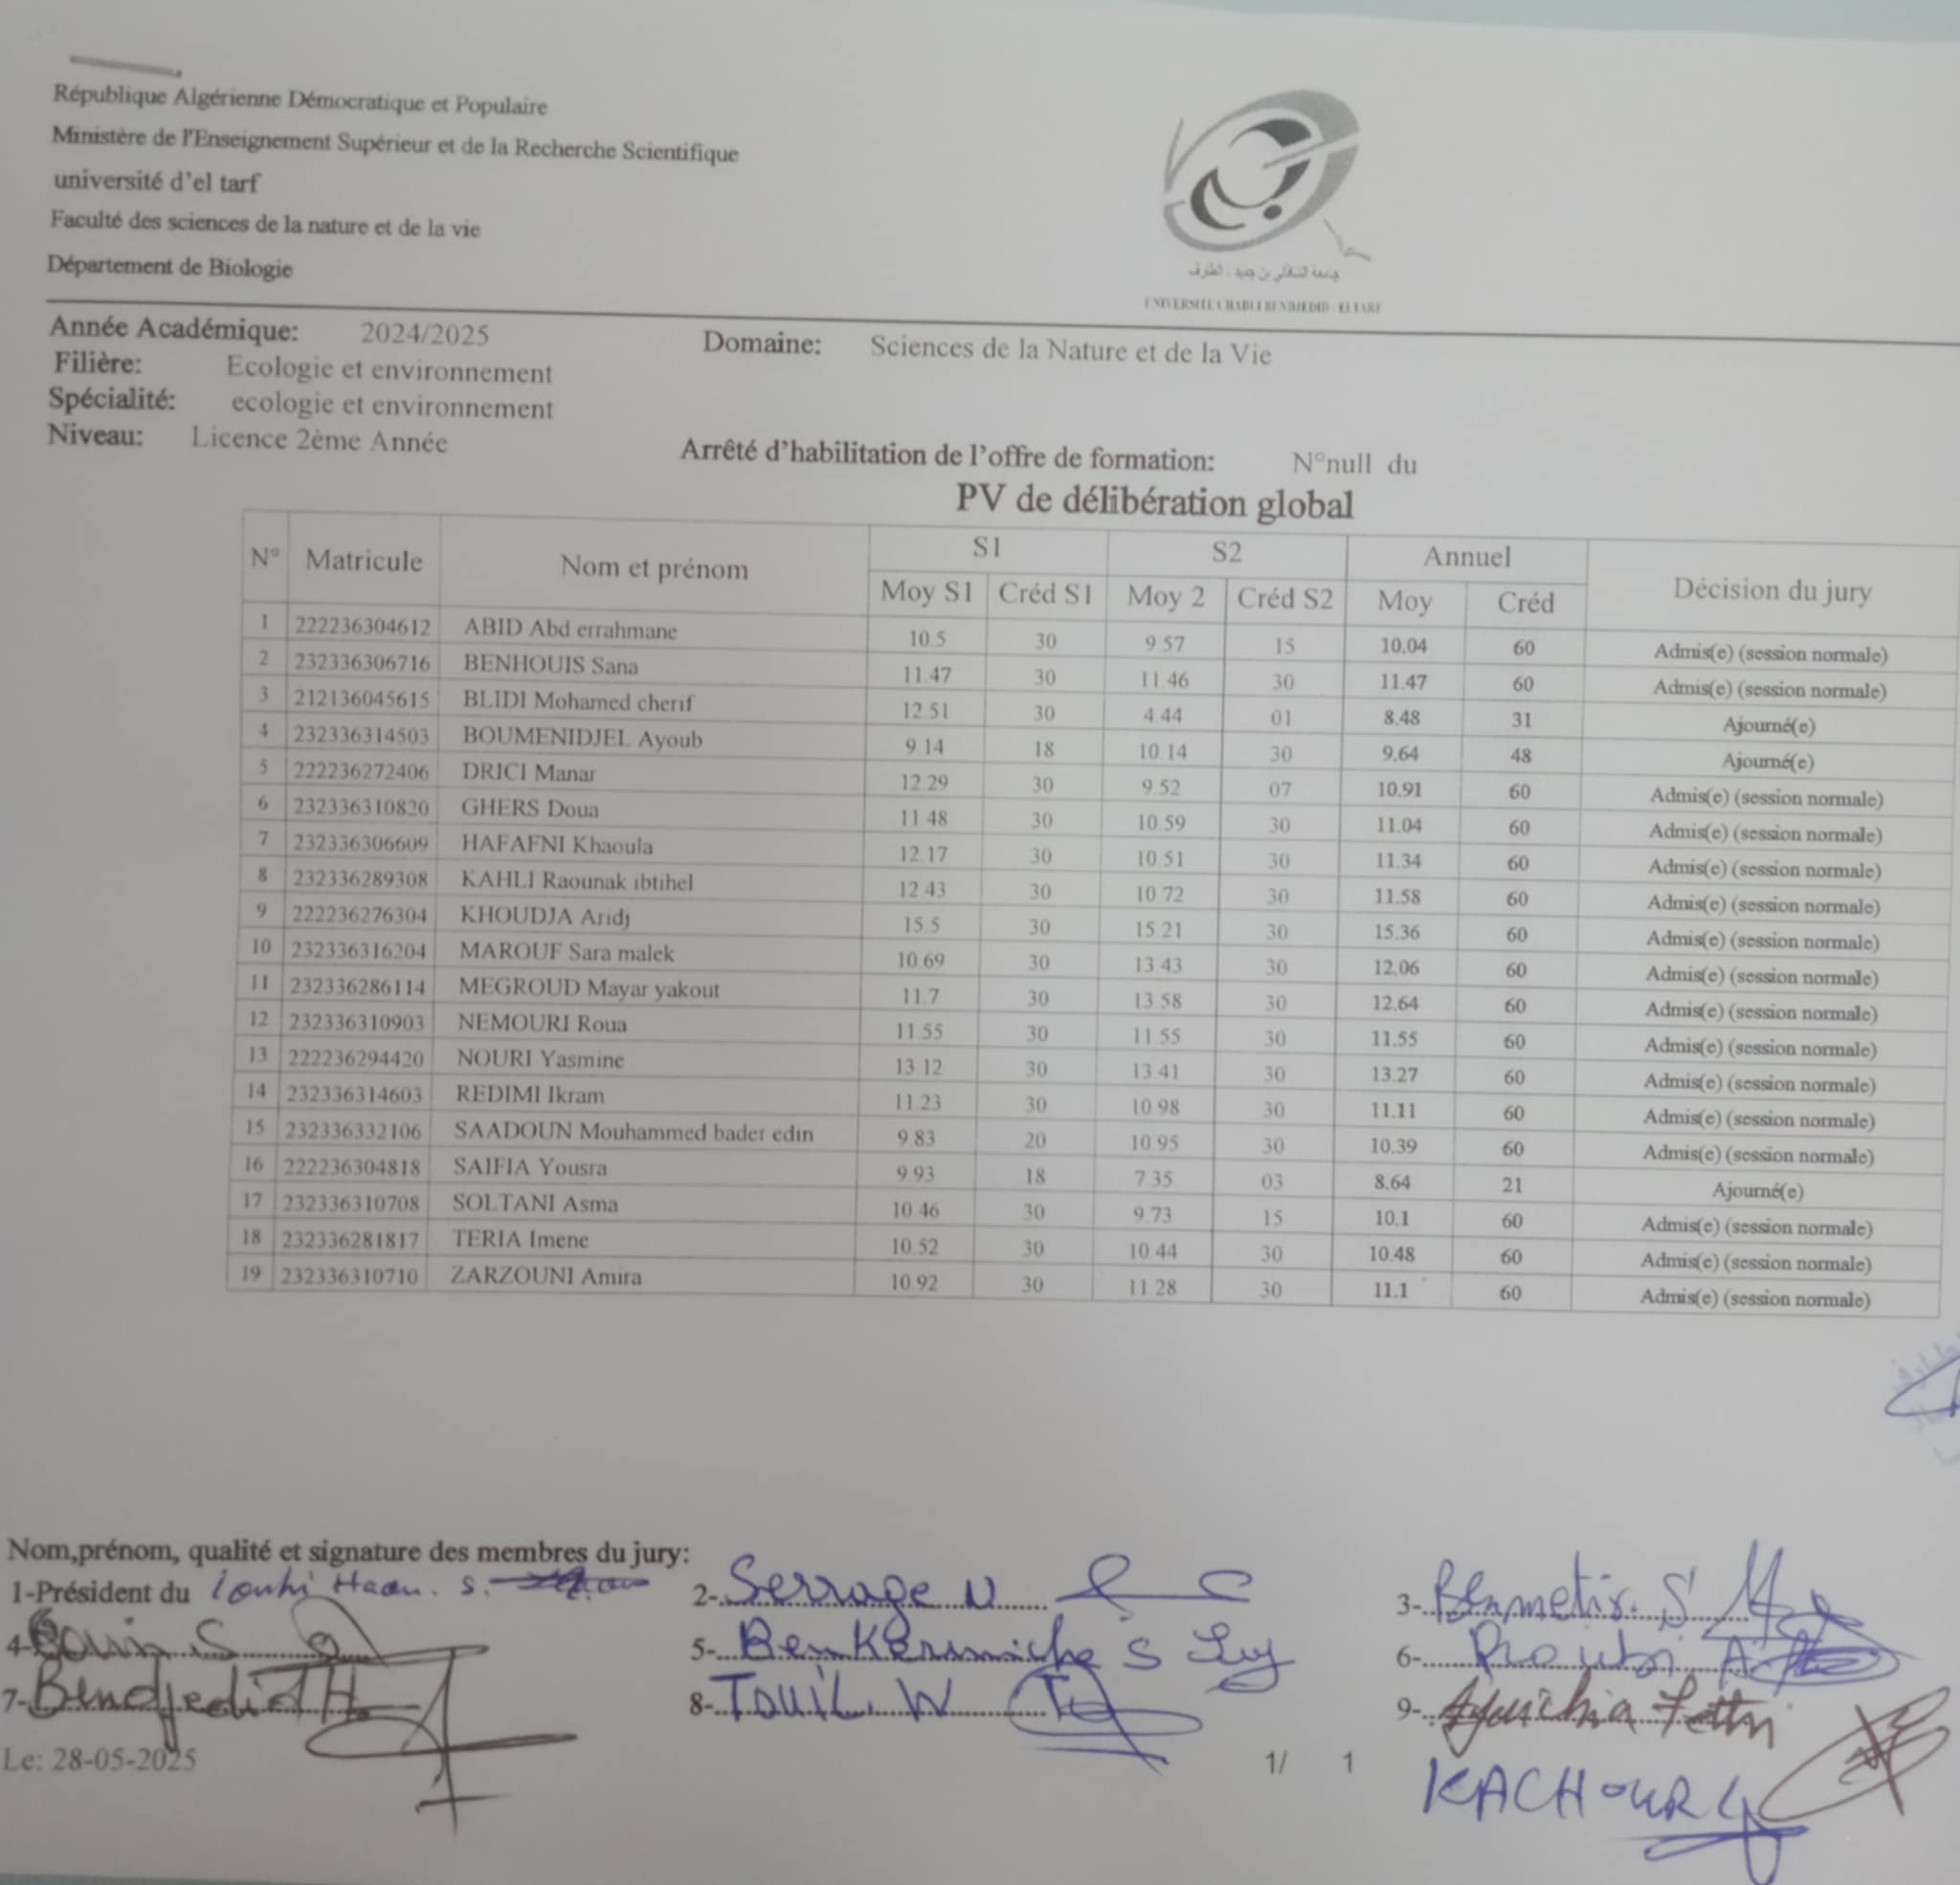 République Algérienne Démocratique et Populaire
Ministère de l'Enseignement Supérieur et de la Recherche Scientifique
université d'el tarf
Faculté des sciences de la nature et de la vie
Département de Biologie
جامعة الشاذلي بن جديد - الطارف
UNIVERSITE CHADLI BENDJEDID - EL TARF
Année Académique: 2024/2025 Domaine: Sciences de la Nature et de la Vie
Filière: Ecologie et environnement
Spécialité: ecologie et environnement
Niveau: Licence 2ème Année Arrêté d'habilitation de l'offre de formation: N°null du
PV de délibération global
N° Matricule Nom et prénom S1 S2 Annuel Décision du jury
Moy S1 Créd S1 Moy 2 Créd S2 Moy Créd
1 222236304612 ABID Abd errahmane 10.5 30 9.57 15 10.04 60 Admis(e) (session normale)
2 232336306716 BENHOUIS Sana 11.47 30 11.46 30 11.47 60 Admis(e) (session normale)
3 212136045615 BLIDI Mohamed cherif 12.51 30 4.44 01 8.48 31 Ajourné(e)
4 232336314503 BOUMENIDJEL Ayoub 9.14 18 10.14 30 9.64 48 Ajourné(e)
5 222236272406 DRICI Manar 12.29 30 9.52 07 10.91 60 Admis(e) (session normale)
6 232336310820 GHERS Doua 11.48 30 10.59 30 11.04 60 Admis(e) (session normale)
7 232336306609 HAFAFNI Khaoula 12.17 30 10.51 30 11.34 60 Admis(e) (session normale)
8 232336289308 KAHLI Raounak ibtihel 12.43 30 10.72 30 11.58 60 Admis(e) (session normale)
9 222236276304 KHOUDJA Aridj 15.5 30 15.21 30 15.36 60 Admis(e) (session normale)
10 232336316204 MAROUF Sara malek 10.69 30 13.43 30 12.06 60 Admis(e) (session normale)
11 232336286114 MEGROUD Mayar yakout 11.7 30 13.58 30 12.64 60 Admis(e) (session normale)
12 232336310903 NEMOURI Roua 11.55 30 11.55 30 11.55 60 Admis(e) (session normale)
13 222236294420 NOURI Yasmine 13.12 30 13.41 30 13.27 60 Admis(e) (session normale)
14 232336314603 REDIMI Ikram 11.23 30 10.98 30 11.11 60 Admis(e) (session normale)
15 232336332106 SAADOUN Mouhammed bader edin 9.83 20 10.95 30 10.39 60 Admis(e) (session normale)
16 222236304818 SAIFIA Yousra 9.93 18 7.35 03 8.64 21 Ajourné(e)
17 232336310708 SOLTANI Asma 10.46 30 9.73 15 10.1 60 Admis(e) (session normale)
18 232336281817 TERIA Imene 10.52 30 10.44 30 10.48 60 Admis(e) (session normale)
19 232336310710 ZARZOUNI Amira 10.92 30 11.28 30 11.1 60 Admis(e) (session normale)
Nom,prénom, qualité et signature des membres du jury:
1-Président du 2- Serrage N 3-
4- 5- Benkermiche S 6-
7- Bendjedid H. 8- TOUIL. W 9-
Le: 28-05-2025 1/ 1
KACHOUR